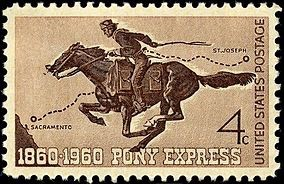 ST. JOSEPH
SACRAMENTO
4c
1860-1960 PONY EXPRESS
UNITED STATES POSTAGE